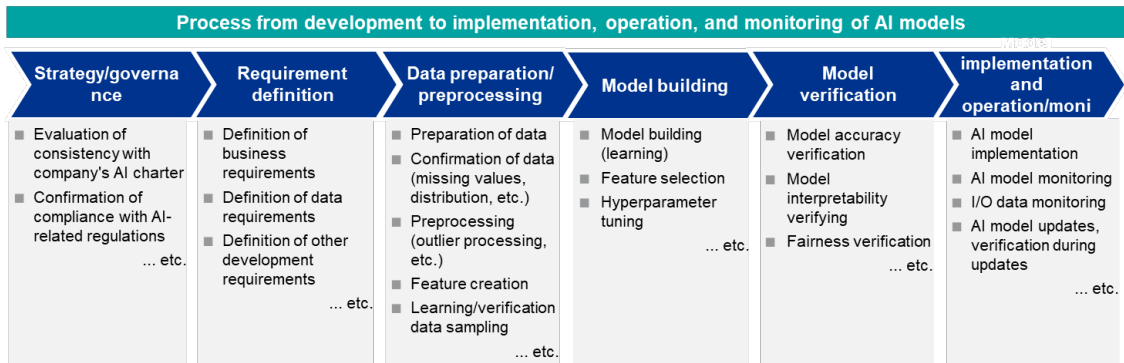 Process from development to implementation, operation, and monitoring of AI models
Strategy/governa
nce
Evaluation of
consistency with
company's AI charter
Confirmation of
compliance with AI-
related regulations
... etc.
Requirement
definition
Definition of
business
requirements
Definition of data
requirements
Definition of other
development
requirements
... etc.
Data preparation/
preprocessing
Preparation of data
Confirmation of data
(missing values,
distribution, etc.)
Preprocessing
(outlier processing,
etc.)
Feature creation
Learning/verification
data sampling
... etc.
Model building
Model building
(learning)
Feature selection
Hyperparameter
tuning
... etc.
Model
verification
Model accuracy
verification
Model
interpretability
verifying
Fairness verification
... etc.
Model
implementation
and
operation/moni
AI model
implementation
AI model monitoring
I/O data monitoring
AI model updates,
verification during
updates
... etc.